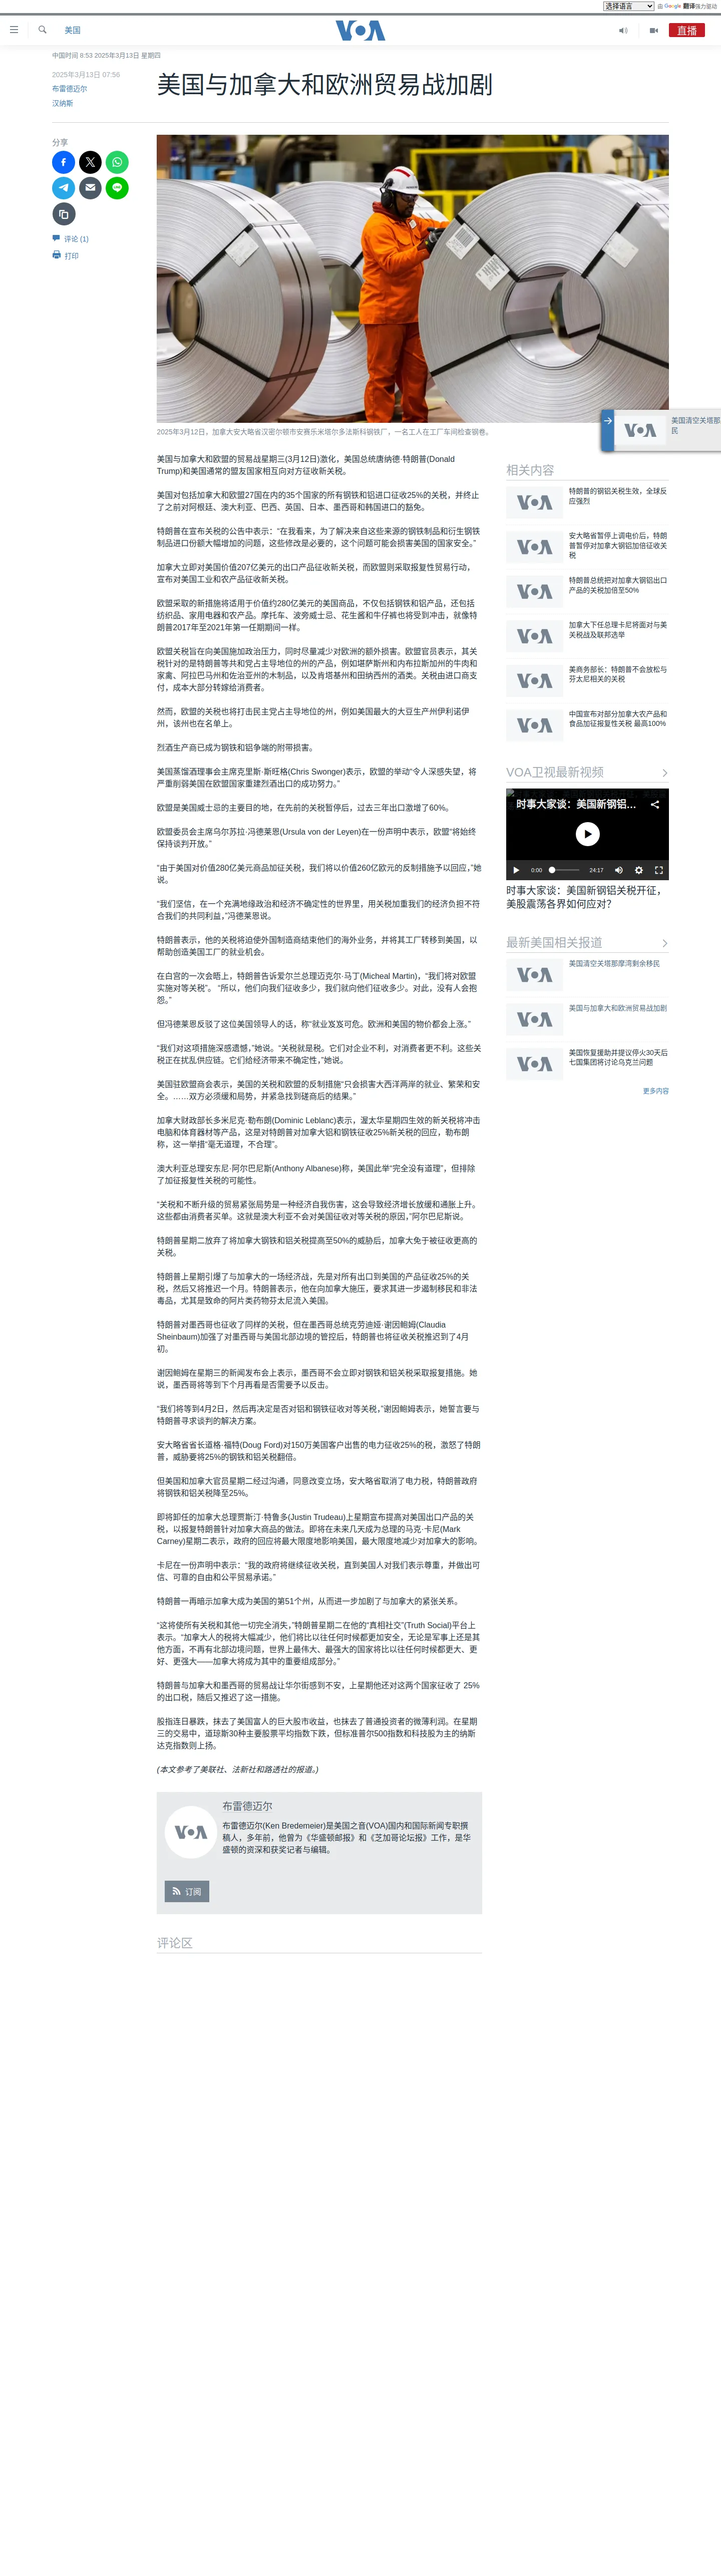 选择语言
由 Google 翻译强力驱动
美国
VOA
直播
中国时间 8:53 2025年3月13日 星期四
2025年3月13日 07:56
布雷德迈尔
汉纳斯
美国与加拿大和欧洲贸易战加剧
分享
评论 (1)
打印
2025年3月12日，加拿大安大略省汉密尔顿市安赛乐米塔尔多法斯科钢铁厂，一名工人在工厂车间检查钢卷。
美国与加拿大和欧盟的贸易战星期三(3月12日)激化，美国总统唐纳德·特朗普(Donald
Trump)和美国通常的盟友国家相互向对方征收新关税。
美国对包括加拿大和欧盟27国在内的35个国家的所有钢铁和铝进口征收25%的关税，并终止
了之前对阿根廷、澳大利亚、巴西、英国、日本、墨西哥和韩国进口的豁免。
特朗普在宣布关税的公告中表示：“在我看来，为了解决来自这些来源的钢铁制品和衍生钢铁
制品进口份额大幅增加的问题，这些修改是必要的，这个问题可能会损害美国的国家安全。”
加拿大立即对美国价值207亿美元的出口产品征收新关税，而欧盟则采取报复性贸易行动，
宣布对美国工业和农产品征收新关税。
欧盟采取的新措施将适用于价值约280亿美元的美国商品，不仅包括钢铁和铝产品，还包括
纺织品、家用电器和农产品。摩托车、波旁威士忌、花生酱和牛仔裤也将受到冲击，就像特
朗普2017年至2021年第一任期期间一样。
欧盟关税旨在向美国施加政治压力，同时尽量减少对欧洲的额外损害。欧盟官员表示，其关
税针对的是特朗普等共和党占主导地位的州的产品，例如堪萨斯州和内布拉斯加州的牛肉和
家禽、阿拉巴马州和佐治亚州的木制品，以及肯塔基州和田纳西州的酒类。关税由进口商支
付，成本大部分转嫁给消费者。
然而，欧盟的关税也将打击民主党占主导地位的州，例如美国最大的大豆生产州伊利诺伊
州，该州也在名单上。
烈酒生产商已成为钢铁和铝争端的附带损害。
美国蒸馏酒理事会主席克里斯·斯旺格(Chris Swonger)表示，欧盟的举动“令人深感失望，将
严重削弱美国在欧盟国家重建烈酒出口的成功努力。”
欧盟是美国威士忌的主要目的地，在先前的关税暂停后，过去三年出口激增了60%。
欧盟委员会主席乌尔苏拉·冯德莱恩(Ursula von der Leyen)在一份声明中表示，欧盟“将始终
保持谈判开放。”
“由于美国对价值280亿美元商品加征关税，我们将以价值260亿欧元的反制措施予以回应，”她
说。
“我们坚信，在一个充满地缘政治和经济不确定性的世界里，用关税加重我们的经济负担不符
合我们的共同利益，”冯德莱恩说。
特朗普表示，他的关税将迫使外国制造商结束他们的海外业务，并将其工厂转移到美国，以
帮助创造美国工厂的就业机会。
在白宫的一次会晤上，特朗普告诉爱尔兰总理迈克尔·马丁(Micheal Martin)，“我们将对欧盟
实施对等关税”。 “所以，他们向我们征收多少，我们就向他们征收多少。对此，没有人会抱
怨。”
但冯德莱恩反驳了这位美国领导人的话，称“就业岌岌可危。欧洲和美国的物价都会上涨。”
“我们对这项措施深感遗憾，”她说。“关税就是税。它们对企业不利，对消费者更不利。这些关
税正在扰乱供应链。它们给经济带来不确定性，”她说。
美国驻欧盟商会表示，美国的关税和欧盟的反制措施“只会损害大西洋两岸的就业、繁荣和安
全。……双方必须缓和局势，并紧急找到磋商后的结果。”
加拿大财政部长多米尼克·勒布朗(Dominic Leblanc)表示，渥太华星期四生效的新关税将冲击
电脑和体育器材等产品，这是对特朗普对加拿大铝和钢铁征收25%新关税的回应，勒布朗
称，这一举措“毫无道理，不合理”。
澳大利亚总理安东尼·阿尔巴尼斯(Anthony Albanese)称，美国此举“完全没有道理”，但排除
了加征报复性关税的可能性。
“关税和不断升级的贸易紧张局势是一种经济自我伤害，这会导致经济增长放缓和通胀上升。
这些都由消费者买单。这就是澳大利亚不会对美国征收对等关税的原因，”阿尔巴尼斯说。
特朗普星期二放弃了将加拿大钢铁和铝关税提高至50%的威胁后，加拿大免于被征收更高的
关税。
特朗普上星期引爆了与加拿大的一场经济战，先是对所有出口到美国的产品征收25%的关
税，然后又将推迟一个月。特朗普表示，他在向加拿大施压，要求其进一步遏制移民和非法
毒品，尤其是致命的阿片类药物芬太尼流入美国。
特朗普对墨西哥也征收了同样的关税，但在墨西哥总统克劳迪娅·谢因鲍姆(Claudia
Sheinbaum)加强了对墨西哥与美国北部边境的管控后，特朗普也将征收关税推迟到了4月
初。
谢因鲍姆在星期三的新闻发布会上表示，墨西哥不会立即对钢铁和铝关税采取报复措施。她
说，墨西哥将等到下个月再看是否需要予以反击。
“我们将等到4月2日，然后再决定是否对铝和钢铁征收对等关税，”谢因鲍姆表示，她誓言要与
特朗普寻求谈判的解决方案。
安大略省省长道格·福特(Doug Ford)对150万美国客户出售的电力征收25%的税，激怒了特朗
普，威胁要将25%的钢铁和铝关税翻倍。
但美国和加拿大官员星期二经过沟通，同意改变立场，安大略省取消了电力税，特朗普政府
将钢铁和铝关税降至25%。
即将卸任的加拿大总理贾斯汀·特鲁多(Justin Trudeau)上星期宣布提高对美国出口产品的关
税，以报复特朗普针对加拿大商品的做法。即将在未来几天成为总理的马克·卡尼(Mark
Carney)星期二表示，政府的回应将最大限度地影响美国，最大限度地减少对加拿大的影响。
卡尼在一份声明中表示：“我的政府将继续征收关税，直到美国人对我们表示尊重，并做出可
信、可靠的自由和公平贸易承诺。”
特朗普一再暗示加拿大成为美国的第51个州，从而进一步加剧了与加拿大的紧张关系。
“这将使所有关税和其他一切完全消失，”特朗普星期二在他的“真相社交”(Truth Social)平台上
表示。“加拿大人的税将大幅减少，他们将比以往任何时候都更加安全，无论是军事上还是其
他方面，不再有北部边境问题，世界上最伟大、最强大的国家将比以往任何时候都更大、更
好、更强大——加拿大将成为其中的重要组成部分。”
特朗普与加拿大和墨西哥的贸易战让华尔街感到不安，上星期他还对这两个国家征收了 25%
的出口税，随后又推迟了这一措施。
股指连日暴跌，抹去了美国富人的巨大股市收益，也抹去了普通投资者的微薄利润。在星期
三的交易中，道琼斯30种主要股票平均指数下跌，但标准普尔500指数和科技股为主的纳斯
达克指数则上扬。
(本文参考了美联社、法新社和路透社的报道。)
布雷德迈尔
布雷德迈尔(Ken Bredemeier)是美国之音(VOA)国内和国际新闻专职撰
稿人，多年前，他曾为《华盛顿邮报》和《芝加哥论坛报》工作，是华
盛顿的资深和获奖记者与编辑。
订阅
评论区
美国清空关塔那
民
相关内容
特朗普的钢铝关税生效，全球反
应强烈
安大略省暂停上调电价后，特朗
普暂停对加拿大钢铝加倍征收关
税
特朗普总统把对加拿大钢铝出口
产品的关税加倍至50%
加拿大下任总理卡尼将面对与美
关税战及联邦选举
美商务部长：特朗普不会放松与
芬太尼相关的关税
中国宣布对部分加拿大农产品和
食品加征报复性关税 最高100%
VOA卫视最新视频
时事大家谈：美国新钢铝...
0:00
24:17
时事大家谈：美国新钢铝关税开征，
美股震荡各界如何应对？
最新美国相关报道
美国清空关塔那摩湾剩余移民
美国与加拿大和欧洲贸易战加剧
美国恢复援助并提议停火30天后
七国集团将讨论乌克兰问题
更多内容